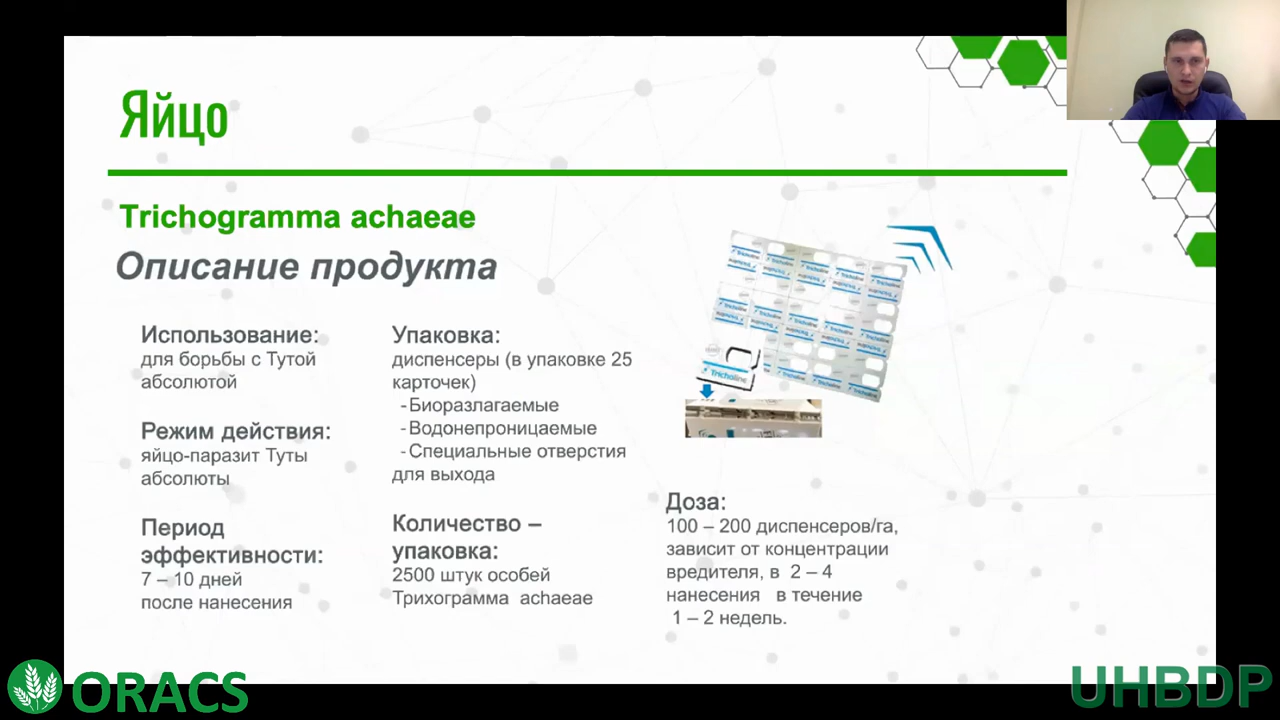 Яйцо
Trichogramma achaeae
Описание продукта
Использование:
для борьбы с Тутой
абсолютой
Режим действия:
яйцо-паразит Туты
абсолюты
Период
эффективности:
7 – 10 дней
после нанесения
Упаковка:
диспенсеры (в упаковке 25
карточек)
-Биоразлагаемые
-Водонепроницаемые
-Специальные отверстия
для выхода
Количество –
упаковка:
2500 штук особей
Трихограмма achaeae
Tricholine
Доза:
100 – 200 диспенсеров/га,
зависит от концентрации
вредителя, в 2 – 4
нанесения в течение
1 – 2 недель.
ORACS
UHBDP